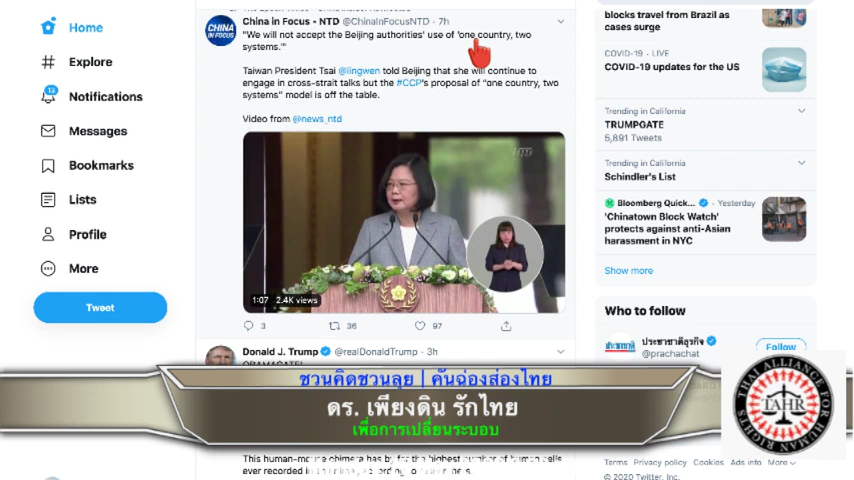 Home
Explore
13
Notifications
Messages
Bookmarks
Lists
Profile
More
Tweet
CHINA
IN FOCUS
China in Focus - NTD @ChinaInFocusNTD · 7h
"We will not accept the Beijing authorities' use of 'one country, two
systems.'"
Taiwan President Tsai @iingwen told Beijing that she will continue to
engage in cross-strait talks but the #CCP's proposal of "one country, two
systems" model is off the table.
Video from @news_ntd
NTD
1:07 2.4K views
3
36
97
Donald J. Trump @realDonaldTrump · 3h
This human-mouse chimera has by far the highest number of human cells
blocks travel from Brazil as
cases surge
COVID-19 · LIVE
COVID-19 updates for the US
Trending in California
TRUMPGATE
5,891 Tweets
Trending in California
Schindler's List
Bloomberg Quick... · Yesterday
'Chinatown Block Watch'
protects against anti-Asian
harassment in NYC
Show more
Who to follow
ประชาชาติธุรกิจ
@prachachat
Follow
Terms Privacy policy Cookies Ads info More
© 2020 Twitter, Inc.
ชวนคิดชวนลุย | คันฉ่องส่องไทย
ดร. เพียงดิน รักไทย
เพื่อการเปลี่ยนระบอบ
THAI ALLIANCE FOR HUMAN RIGHTS
TAHR